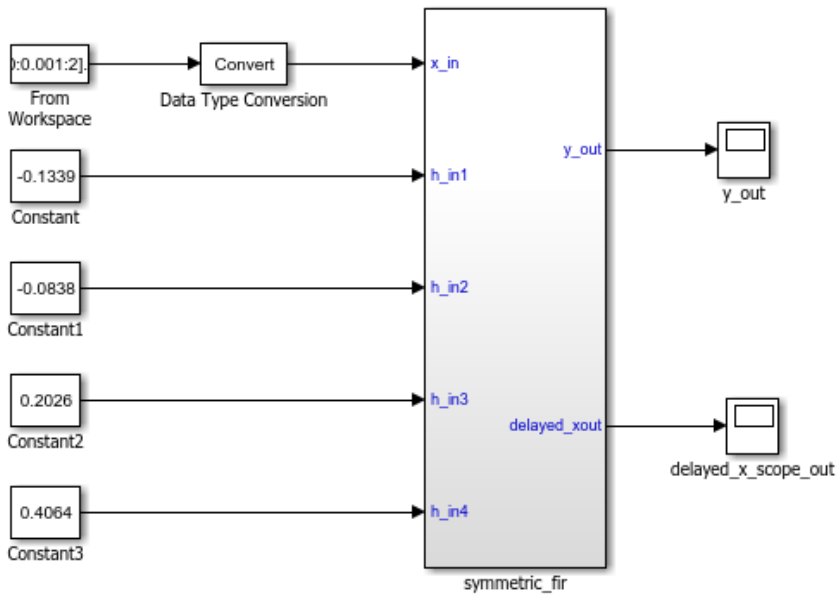 ):0.001:2].
From
Workspace
Convert
Data Type Conversion
-0.1339
Constant
-0.0838
Constant1
0.2026
Constant2
0.4064
Constant3
x_in
h_in1
h_in2
h_in3
h_in4
y_out
delayed_xout
symmetric_fir
y_out
delayed_x_scope_out